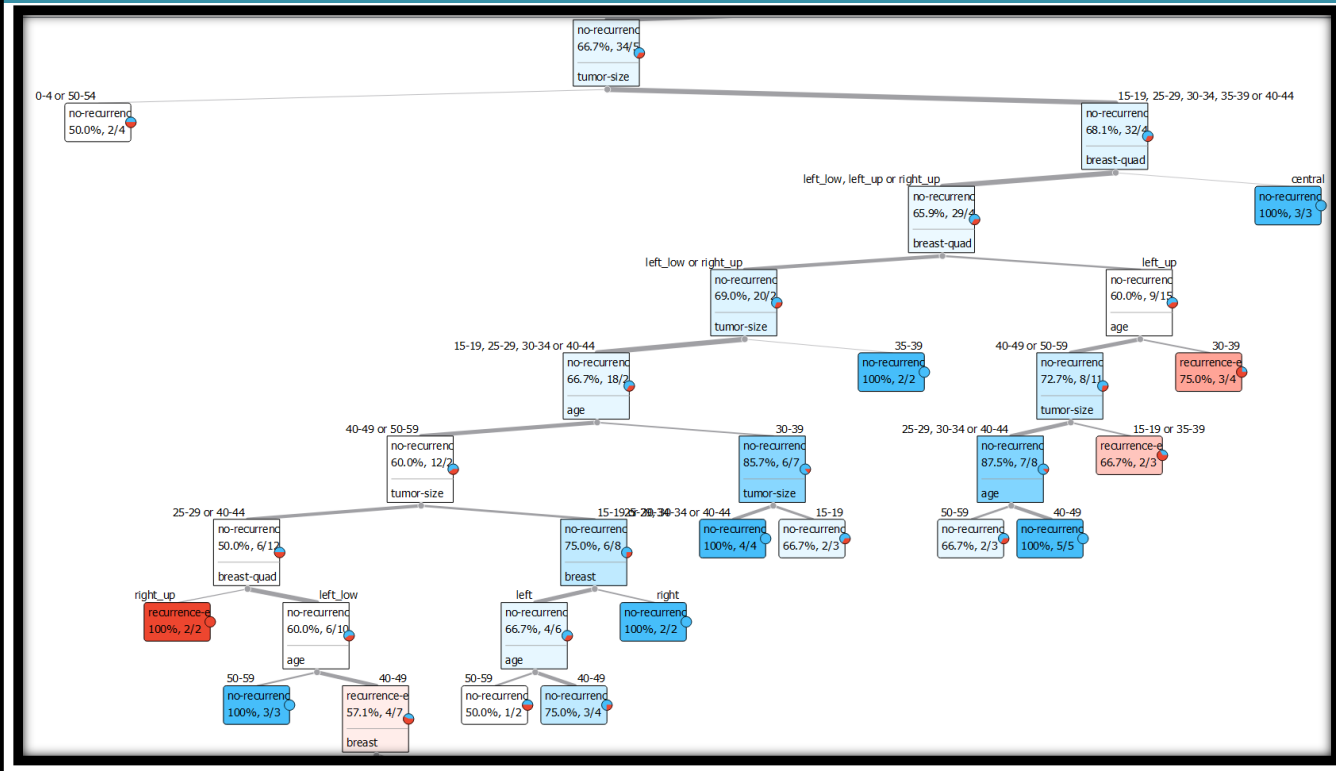 no-recurrenc
66.7%, 34/5
tumor-size
0-4 or 50-54
no-recurrenc
50.0%, 2/4
15-19, 25-29, 30-34, 35-39 or 40-44
no-recurrenc
68.1%, 32/4
breast-quad
left_low, left_up or right_up
no-recurrenc
65.9%, 29/4
breast-quad
central
no-recurrenc
100%, 3/3
left_low or right_up
no-recurrenc
69.0%, 20/2
tumor-size
left_up
no-recurrenc
60.0%, 9/15
age
15-19, 25-29, 30-34 or 40-44
no-recurrenc
66.7%, 18/2
age
35-39
no-recurrenc
100%, 2/2
40-49 or 50-59
no-recurrenc
72.7%, 8/11
tumor-size
30-39
recurrence-e
75.0%, 3/4
40-49 or 50-59
no-recurrenc
60.0%, 12/2
tumor-size
30-39
no-recurrenc
85.7%, 6/7
tumor-size
25-29, 30-34 or 40-44
no-recurrenc
87.5%, 7/8
age
15-19 or 35-39
recurrence-e
66.7%, 2/3
25-29 or 40-44
no-recurrenc
50.0%, 6/12
breast-quad
no-recurrenc
75.0%, 6/8
breast
30-34 or 40-44
no-recurrenc
100%, 4/4
15-19
no-recurrenc
66.7%, 2/3
50-59
no-recurrenc
66.7%, 2/3
40-49
no-recurrenc
100%, 5/5
right_up
recurrence-e
100%, 2/2
left_low
no-recurrenc
60.0%, 6/10
age
left
no-recurrenc
66.7%, 4/6
age
right
no-recurrenc
100%, 2/2
50-59
no-recurrenc
100%, 3/3
40-49
recurrence-e
57.1%, 4/7
breast
50-59
no-recurrenc
50.0%, 1/2
40-49
no-recurrenc
75.0%, 3/4